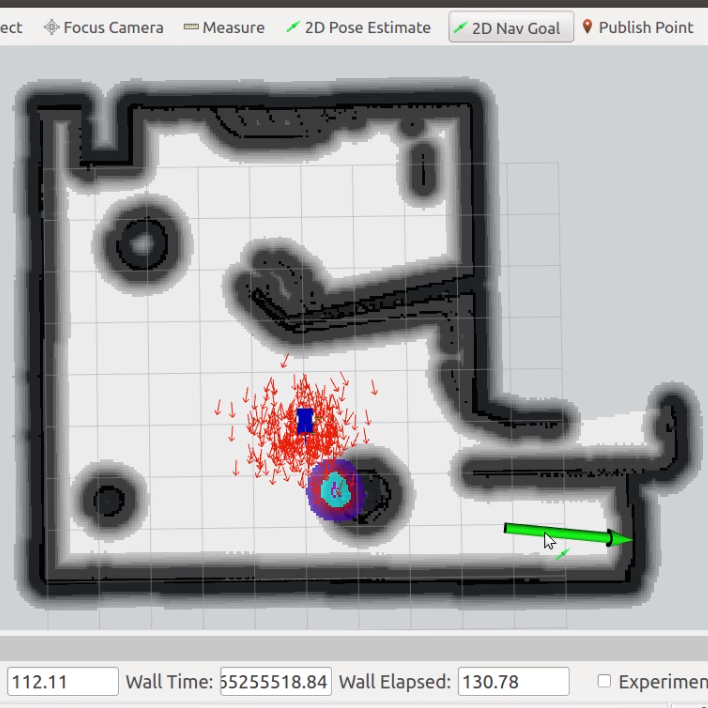 ect Focus Camera Measure 2D Pose Estimate 2D Nav Goal Publish Point
112.11 Wall Time: 65255518.84 Wall Elapsed: 130.78 Experimen